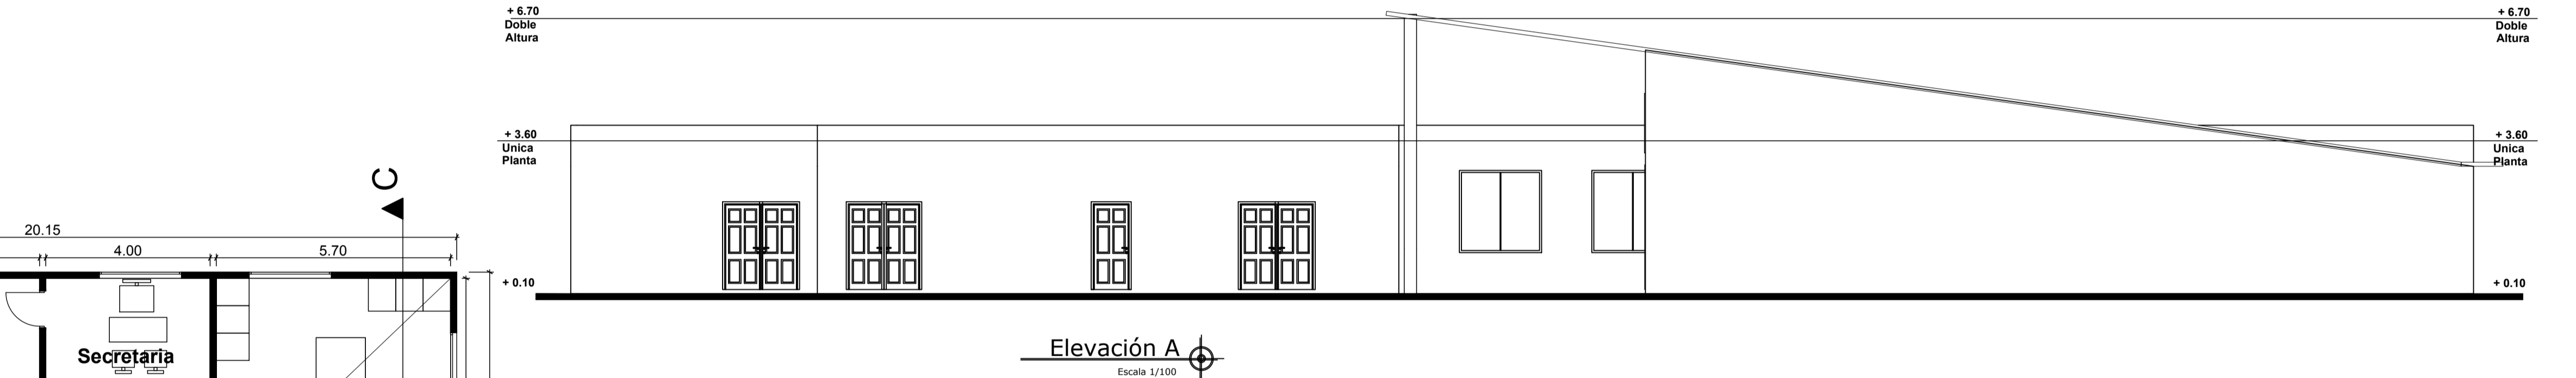 + 6.70
Doble
Altura
+ 6.70
Doble
Altura
+ 3.60
Unica
Planta
+ 3.60
Unica
Planta
C
20.15
4.00
5.70
+ 0.10
+ 0.10
Secretaria
Elevación A
Escala 1/100